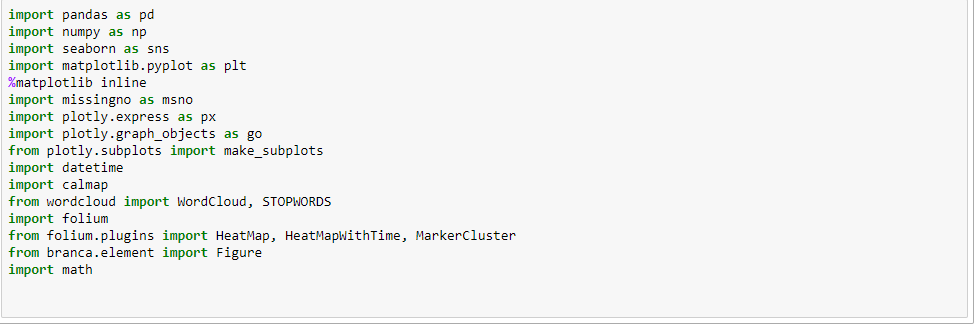 import pandas as pd
import numpy as np
import seaborn as sns
import matplotlib.pyplot as plt
%matplotlib inline
import missingno as msno
import plotly.express as px
import plotly.graph_objects as go
from plotly.subplots import make_subplots
import datetime
import calmap
from wordcloud import WordCloud, STOPWORDS
import folium
from folium.plugins import HeatMap, HeatMapWithTime, MarkerCluster
from branca.element import Figure
import math